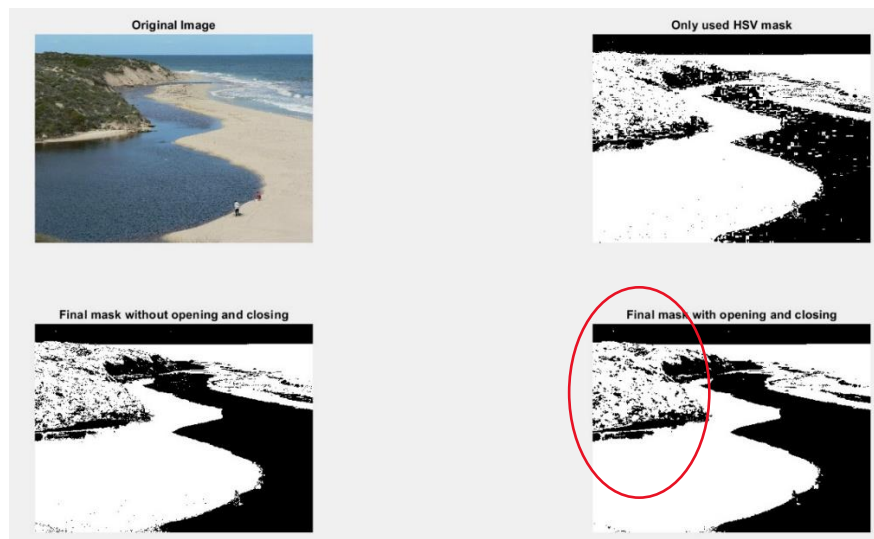 Original Image
Only used HSV mask
Final mask without opening and closing
Final mask with opening and closing